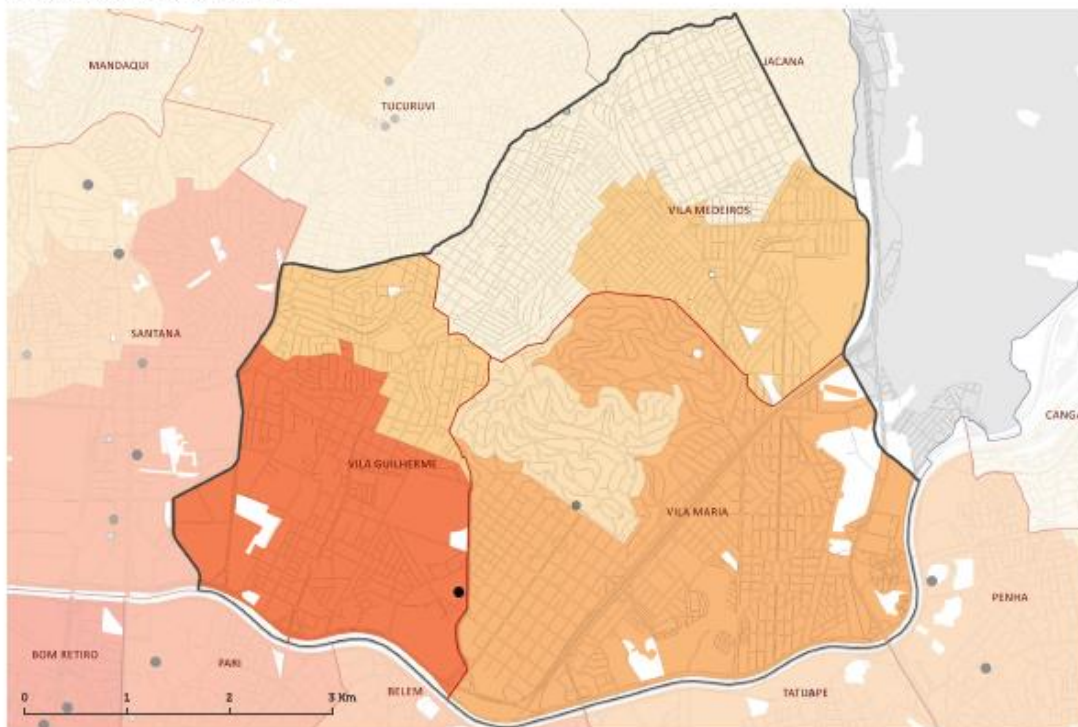 MANDAQUI
JACANA
TUCURUVI
VILA MEDEIROS
SANTANA
CANGA
VILA GUILHERME
VILA MARIA
PENHA
BOM RETIRO
PARI
BELEM
TATUAPE
0 1 2 3 Km